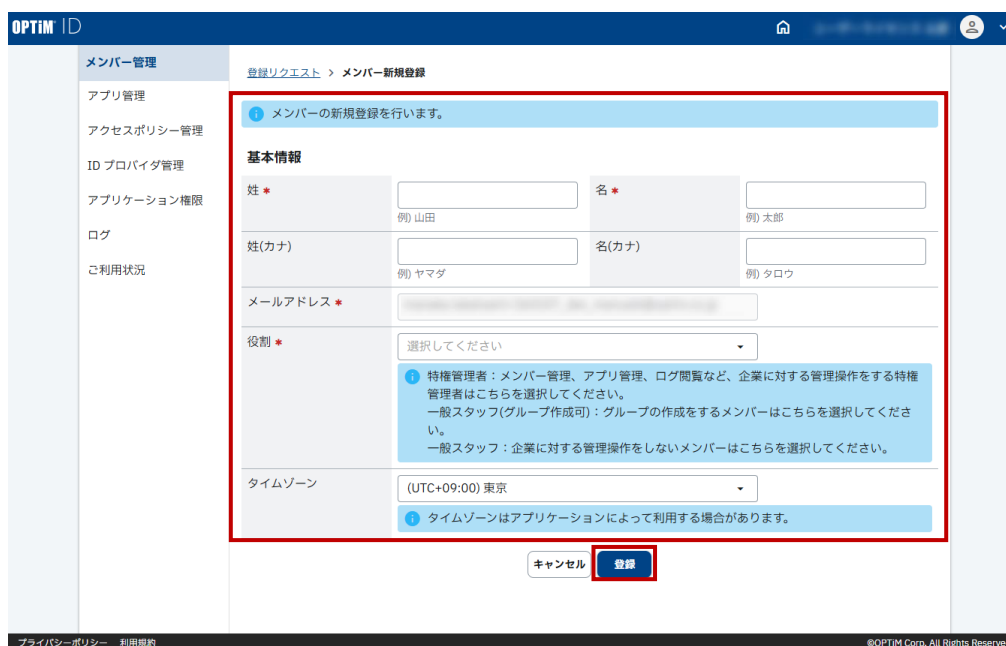 OPTiM ID
メンバー管理
アプリ管理
アクセスポリシー管理
ID プロバイダ管理
アプリケーション権限
ログ
ご利用状況
登録リクエスト > メンバー新規登録
メンバーの新規登録を行います。
基本情報
姓 *
例) 山田
名 *
例) 太郎
姓(カナ)
例) ヤマダ
名(カナ)
例) タロウ
メールアドレス *
役割 *
選択してください
特権管理者：メンバー管理、アプリ管理、ログ閲覧など、企業に対する管理操作をする特権
管理者はこちらを選択してください。
一般スタッフ(グループ作成可)：グループの作成をするメンバーはこちらを選択してくださ
い。
一般スタッフ：企業に対する管理操作をしないメンバーはこちらを選択してください。
タイムゾーン
(UTC+09:00) 東京
タイムゾーンはアプリケーションによって利用する場合があります。
キャンセル
登録
プライバシーポリシー 利用規約
©OPTiM Corp. All Rights Reserve